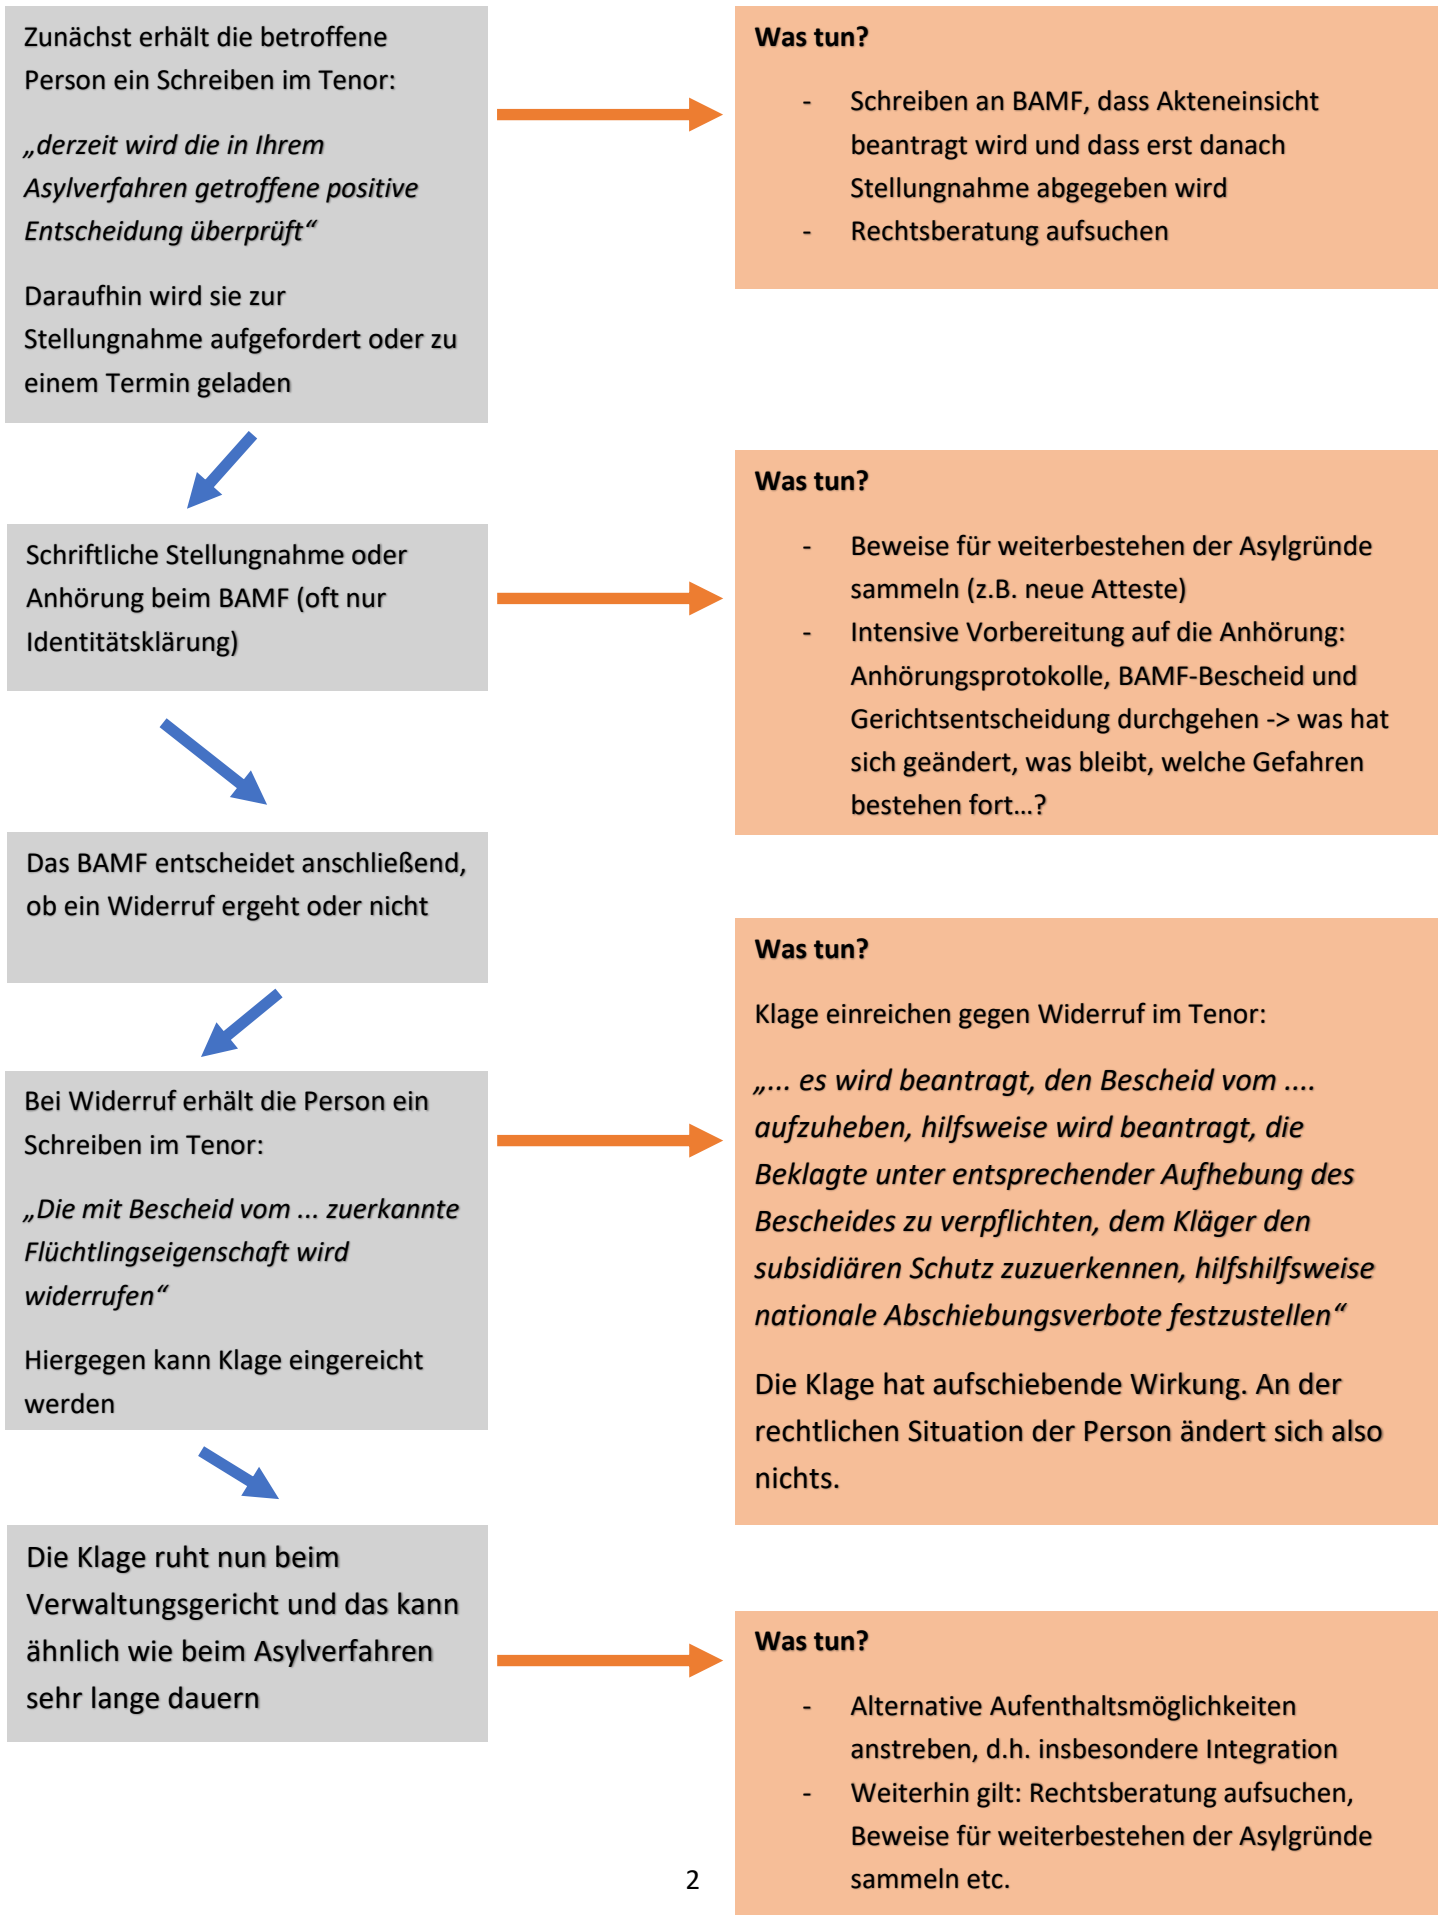 Zunächst erhält die betroffene
Person ein Schreiben im Tenor:
„derzeit wird die in Ihrem
Asylverfahren getroffene positive
Entscheidung überprüft“
Daraufhin wird sie zur
Stellungnahme aufgefordert oder zu
einem Termin geladen
Was tun?
- Schreiben an BAMF, dass Akteneinsicht
beantragt wird und dass erst danach
Stellungnahme abgegeben wird
- Rechtsberatung aufsuchen
Schriftliche Stellungnahme oder
Anhörung beim BAMF (oft nur
Identitätsklärung)
Was tun?
- Beweise für weiterbestehen der Asylgründe
sammeln (z.B. neue Atteste)
- Intensive Vorbereitung auf die Anhörung:
Anhörungsprotokolle, BAMF-Bescheid und
Gerichtsentscheidung durchgehen -> was hat
sich geändert, was bleibt, welche Gefahren
bestehen fort…?
Das BAMF entscheidet anschließend,
ob ein Widerruf ergeht oder nicht
Bei Widerruf erhält die Person ein
Schreiben im Tenor:
„Die mit Bescheid vom ... zuerkannte
Flüchtlingseigenschaft wird
widerrufen“
Hiergegen kann Klage eingereicht
werden
Was tun?
Klage einreichen gegen Widerruf im Tenor:
„... es wird beantragt, den Bescheid vom ....
aufzuheben, hilfsweise wird beantragt, die
Beklagte unter entsprechender Aufhebung des
Bescheides zu verpflichten, dem Kläger den
subsidiären Schutz zuzuerkennen, hilfshilfsweise
nationale Abschiebungsverbote festzustellen“
Die Klage hat aufschiebende Wirkung. An der
rechtlichen Situation der Person ändert sich also
nichts.
Die Klage ruht nun beim
Verwaltungsgericht und das kann
ähnlich wie beim Asylverfahren
sehr lange dauern
Was tun?
- Alternative Aufenthaltsmöglichkeiten
anstreben, d.h. insbesondere Integration
- Weiterhin gilt: Rechtsberatung aufsuchen,
Beweise für weiterbestehen der Asylgründe
sammeln etc.
2